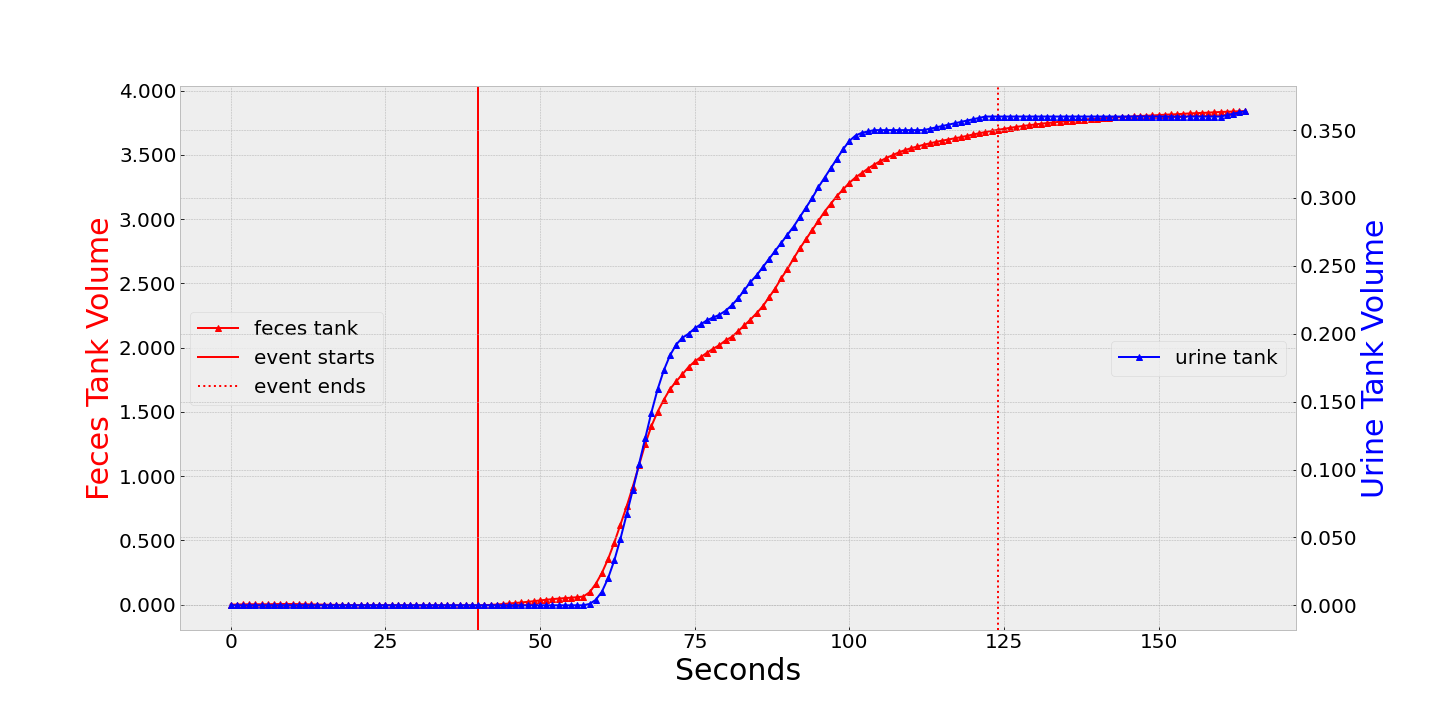 4.000
3.500
3.000
2.500
2.000
1.500
1.000
0.500
0.000
Feces Tank Volume
feces tank
event starts
event ends
urine tank
0.350
0.300
0.250
0.200
0.150
0.100
0.050
0.000
Urine Tank Volume
0 25 50 75 100 125 150
Seconds